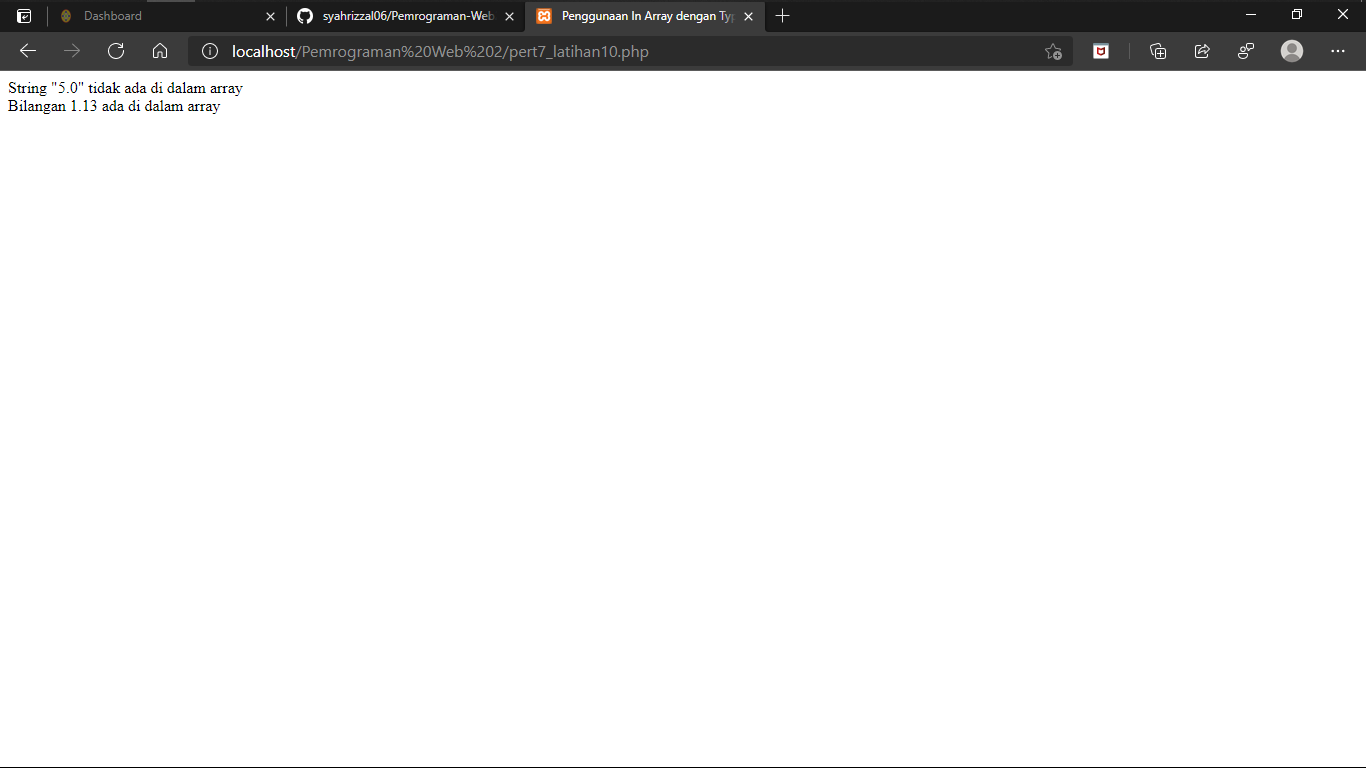 Dashboard
syahrizzal06/Pemrograman-Web
Penggunaan In Array dengan Ty
localhost/Pemrograman%20Web%202/pert7_latihan10.php
String "5.0" tidak ada di dalam array
Bilangan 1.13 ada di dalam array